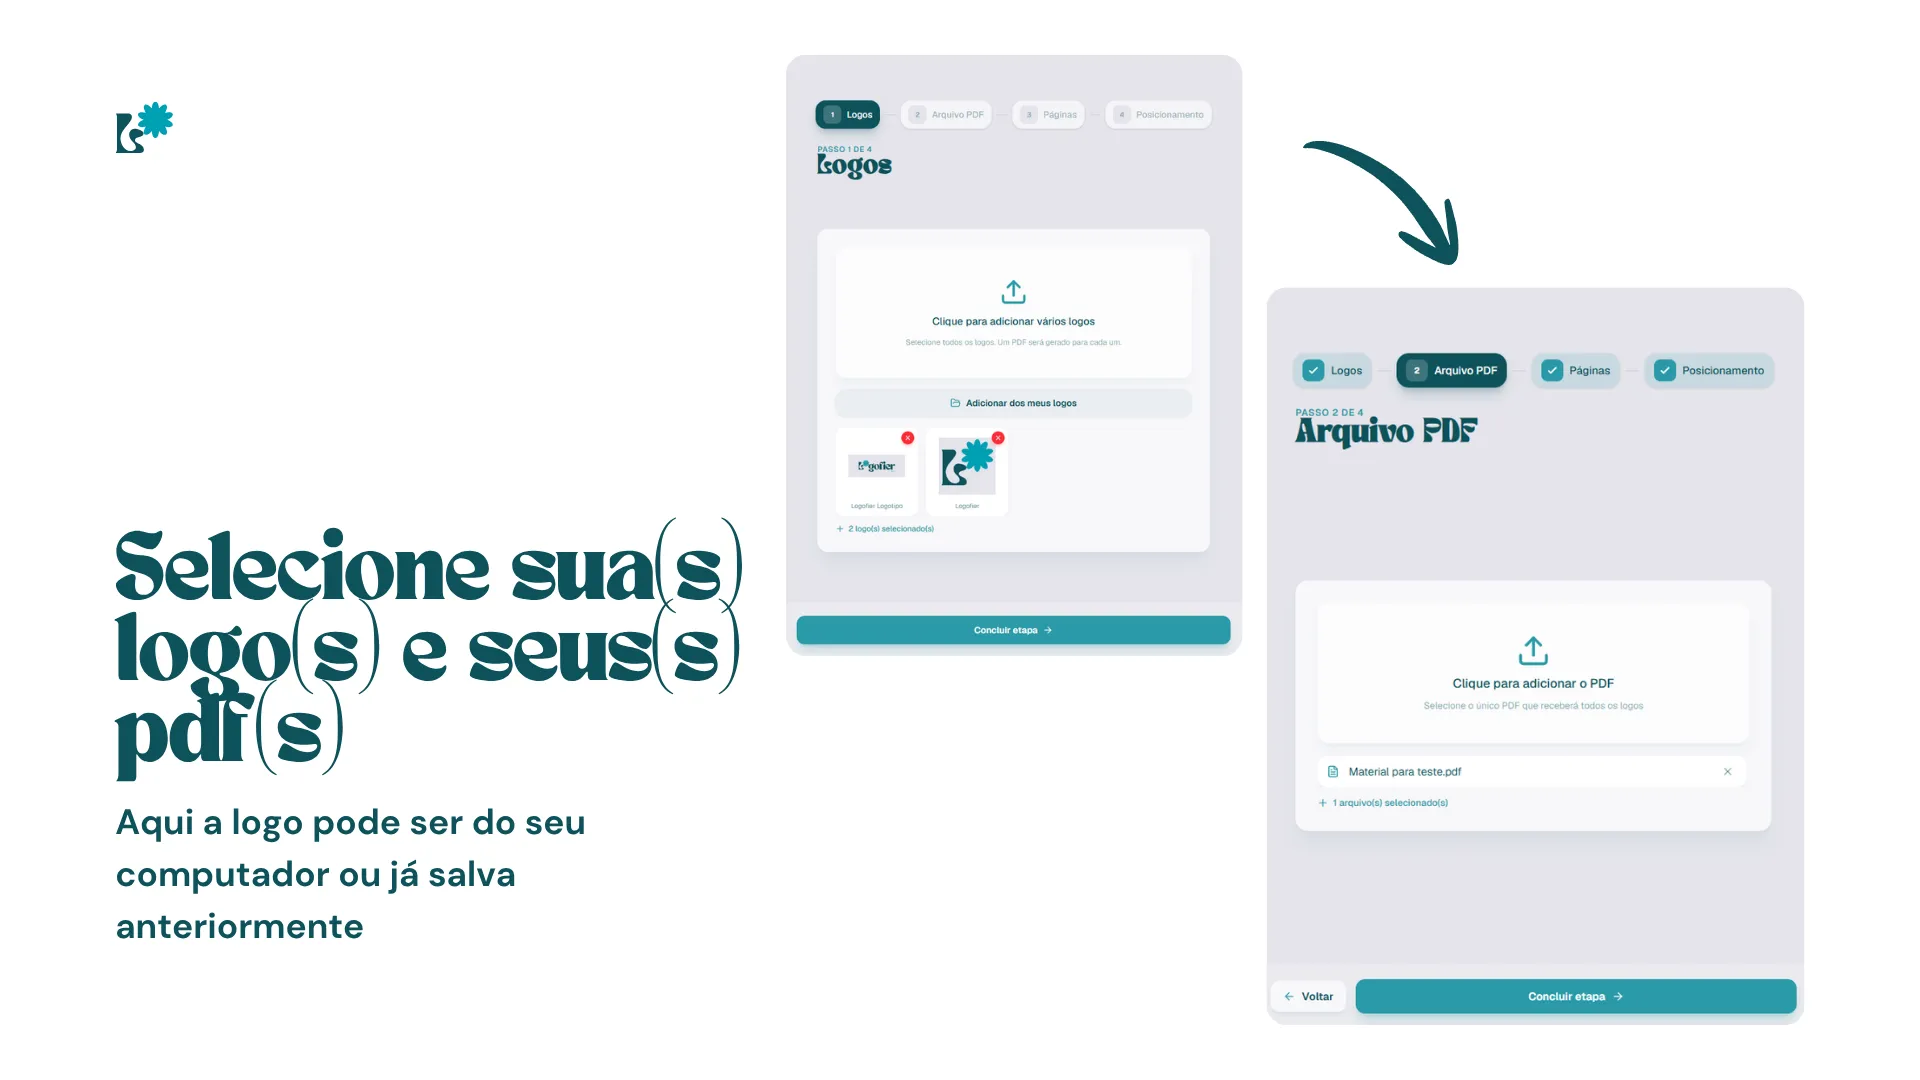 Selecione sua(s)
logo(s) e seus(s)
pdf(s)
Aqui a logo pode ser do seu
computador ou já salva
anteriormente
1 Logos 2 Arquivo PDF 3 Páginas 4 Posicionamento
PASSO 1 DE 4
Logos
Clique para adicionar vários logos
Selecione todos os logos. Um PDF será gerado para cada um.
Adicionar dos meus logos
Logofier
Logofier Logotipo
Logofier
+ 2 logo(s) selecionado(s)
Concluir etapa →
Logos 2 Arquivo PDF Páginas Posicionamento
PASSO 2 DE 4
Arquivo PDF
Clique para adicionar o PDF
Selecione o único PDF que receberá todos os logos
Material para teste.pdf
+ 1 arquivo(s) selecionado(s)
← Voltar Concluir etapa →